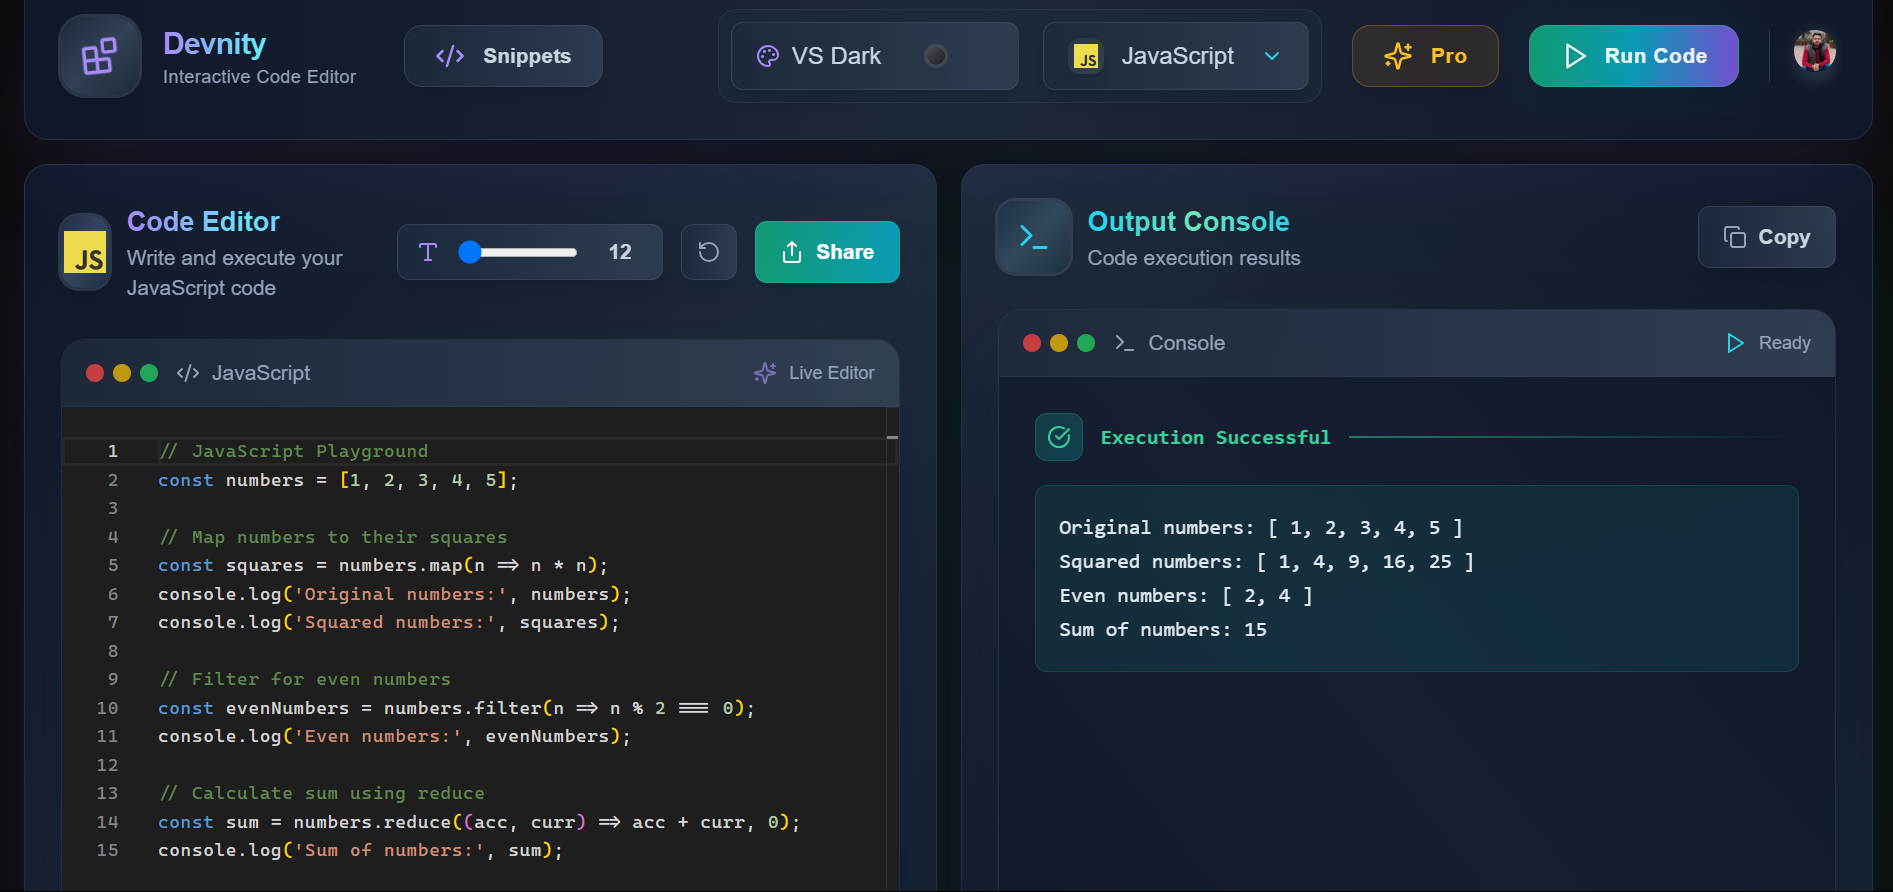 Devnity
Interactive Code Editor
Snippets
VS Dark
JS
JavaScript
Pro
Run Code
JS
Code Editor
Write and execute your
JavaScript code
12
Share
JavaScript
Live Editor
1 // JavaScript Playground
2 const numbers = [1, 2, 3, 4, 5];
3
4 // Map numbers to their squares
5 const squares = numbers.map(n => n * n);
6 console.log('Original numbers:', numbers);
7 console.log('Squared numbers:', squares);
8
9 // Filter for even numbers
10 const evenNumbers = numbers.filter(n => n % 2 === 0);
11 console.log('Even numbers:', evenNumbers);
12
13 // Calculate sum using reduce
14 const sum = numbers.reduce((acc, curr) => acc + curr, 0);
15 console.log('Sum of numbers:', sum);
Output Console
Code execution results
Copy
Console
Ready
Execution Successful
Original numbers: [ 1, 2, 3, 4, 5 ]
Squared numbers: [ 1, 4, 9, 16, 25 ]
Even numbers: [ 2, 4 ]
Sum of numbers: 15